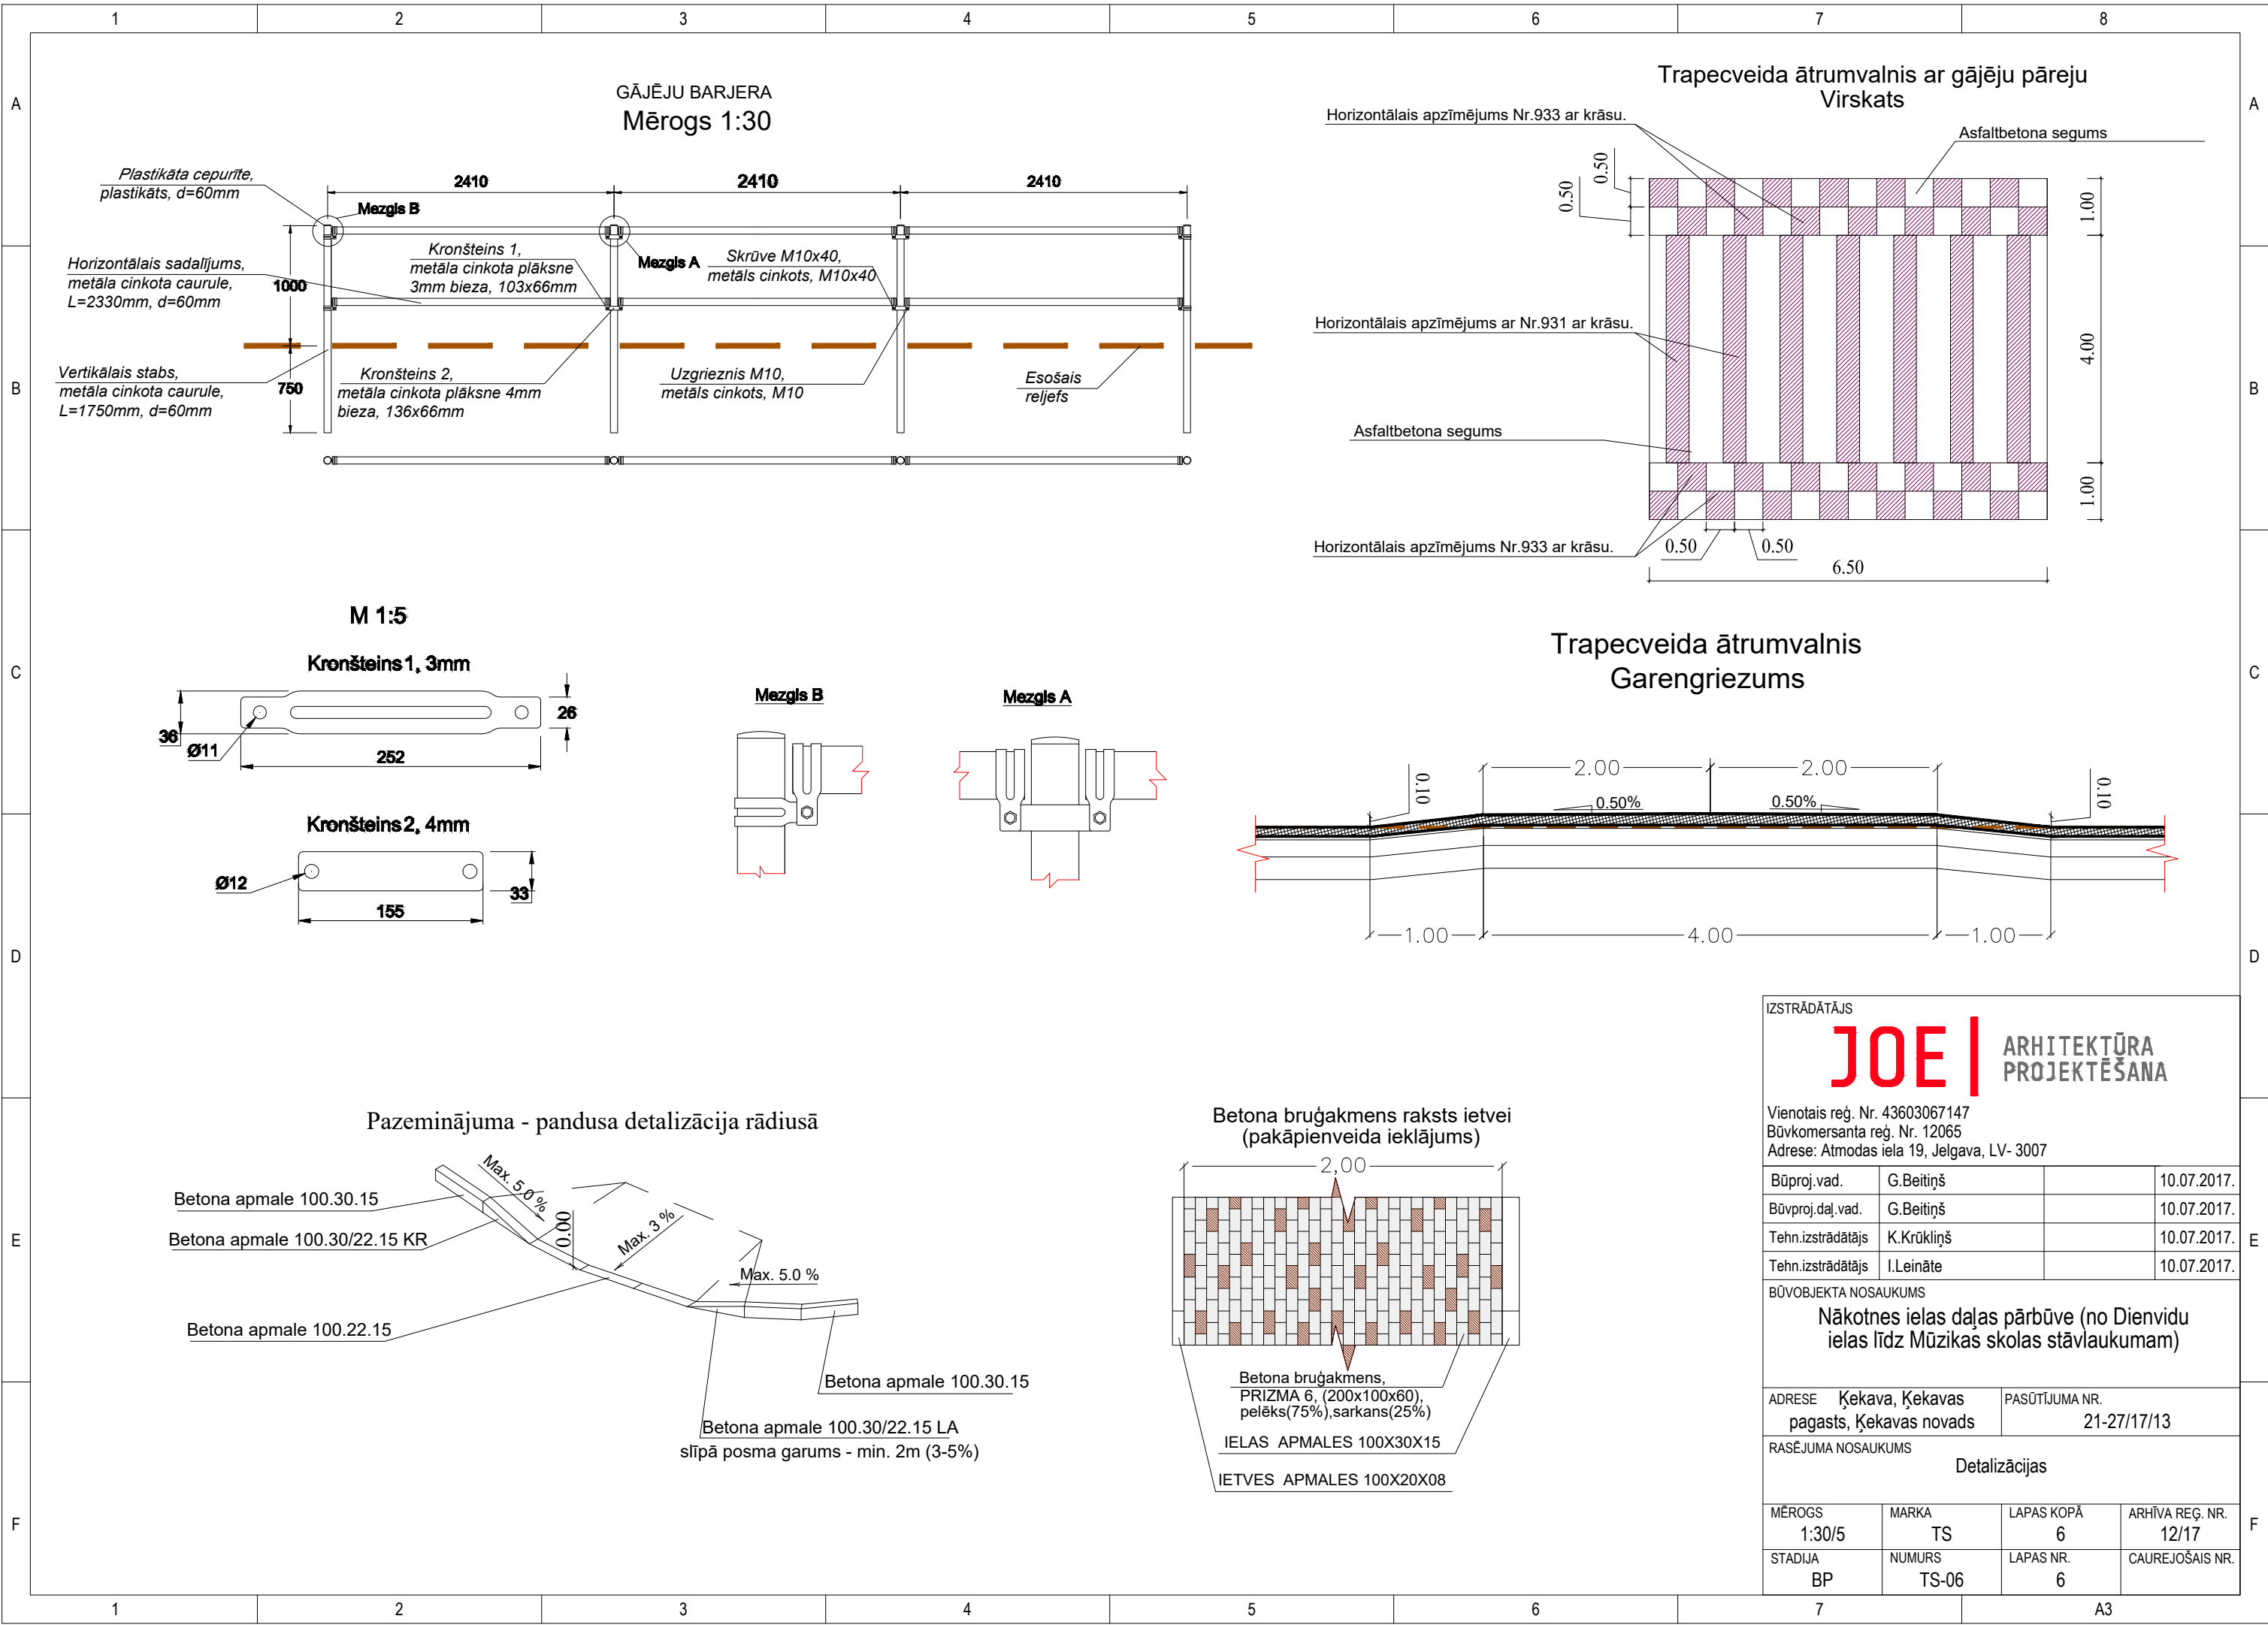 1 2 3 4 5 6 7 8
A
B
C
D
E
F
A
B
C
D
E
F
GĀJĒJU BARJERA
Mērogs 1:30
2410
2410
2410
Plastikāta cepurīte,
plastikāts, d=60mm
Mezgls B
Mezgls A
Horizontālais sadalījums,
metāla cinkota caurule,
L=2330mm, d=60mm
1000
Kronšteins 1,
metāla cinkota plāksne
3mm bieza, 103x66mm
Skrūve M10x40,
metāls cinkots, M10x40
Vertikālais stabs,
metāla cinkota caurule,
L=1750mm, d=60mm
750
Kronšteins 2,
metāla cinkota plāksne 4mm
bieza, 136x66mm
Uzgrieznis M10,
metāls cinkots, M10
Esošais
reljefs
Trapecveida ātrumvalnis ar gājēju pāreju
Virskats
Horizontālais apzīmējums Nr.933 ar krāsu.
Asfaltbetona segums
0.50
0.50
1.00
Horizontālais apzīmējums ar Nr.931 ar krāsu.
4.00
Asfaltbetona segums
1.00
Horizontālais apzīmējums Nr.933 ar krāsu.
0.50
0.50
6.50
M 1:5
Kronšteins 1, 3mm
36
Ø11
26
252
Kronšteins 2, 4mm
Ø12
33
155
Mezgls B
Mezgls A
Trapecveida ātrumvalnis
Garengriezums
0.10
2.00
2.00
0.10
0.50%
0.50%
1.00
4.00
1.00
Pazeminājuma - pandusa detalizācija rādiusā
Betona apmale 100.30.15
Betona apmale 100.30/22.15 KR
Betona apmale 100.22.15
Max. 5.0 %
0.00
Max. 3 %
Max. 5.0 %
Betona apmale 100.30.15
Betona apmale 100.30/22.15 LA
slīpā posma garums - min. 2m (3-5%)
Betona bruģakmens raksts ietvei
(pakāpienveida ieklājums)
2,00
Betona bruģakmens,
PRIZMA 6, (200x100x60),
pelēks(75%),sarkans(25%)
IELAS APMALES 100X30X15
IETVES APMALES 100X20X08
IZSTRĀDĀTĀJS
JOE
ARHITEKTŪRA
PROJEKTĒŠANA
Vienotais reģ. Nr. 43603067147
Būvkomersanta reģ. Nr. 12065
Adrese: Atmodas iela 19, Jelgava, LV- 3007
Būproj.vad. G.Beitiņš 10.07.2017.
Būvproj.daļ.vad. G.Beitiņš 10.07.2017.
Tehn.izstrādātājs K.Krūkliņš 10.07.2017.
Tehn.izstrādātājs I.Leināte 10.07.2017.
BŪVOBJEKTA NOSAUKUMS
Nākotnes ielas daļas pārbūve (no Dienvidu
ielas līdz Mūzikas skolas stāvlaukumam)
ADRESE Ķekava, Ķekavas
pagasts, Ķekavas novads
PASŪTĪJUMA NR.
21-27/17/13
RASĒJUMA NOSAUKUMS
Detalizācijas
MĒROGS MARKA LAPAS KOPĀ ARHĪVA REĢ. NR.
1:30/5 TS 6 12/17
STADIJA NUMURS LAPAS NR. CAUREJOŠAIS NR.
BP TS-06 6
1 2 3 4 5 6 7 A3